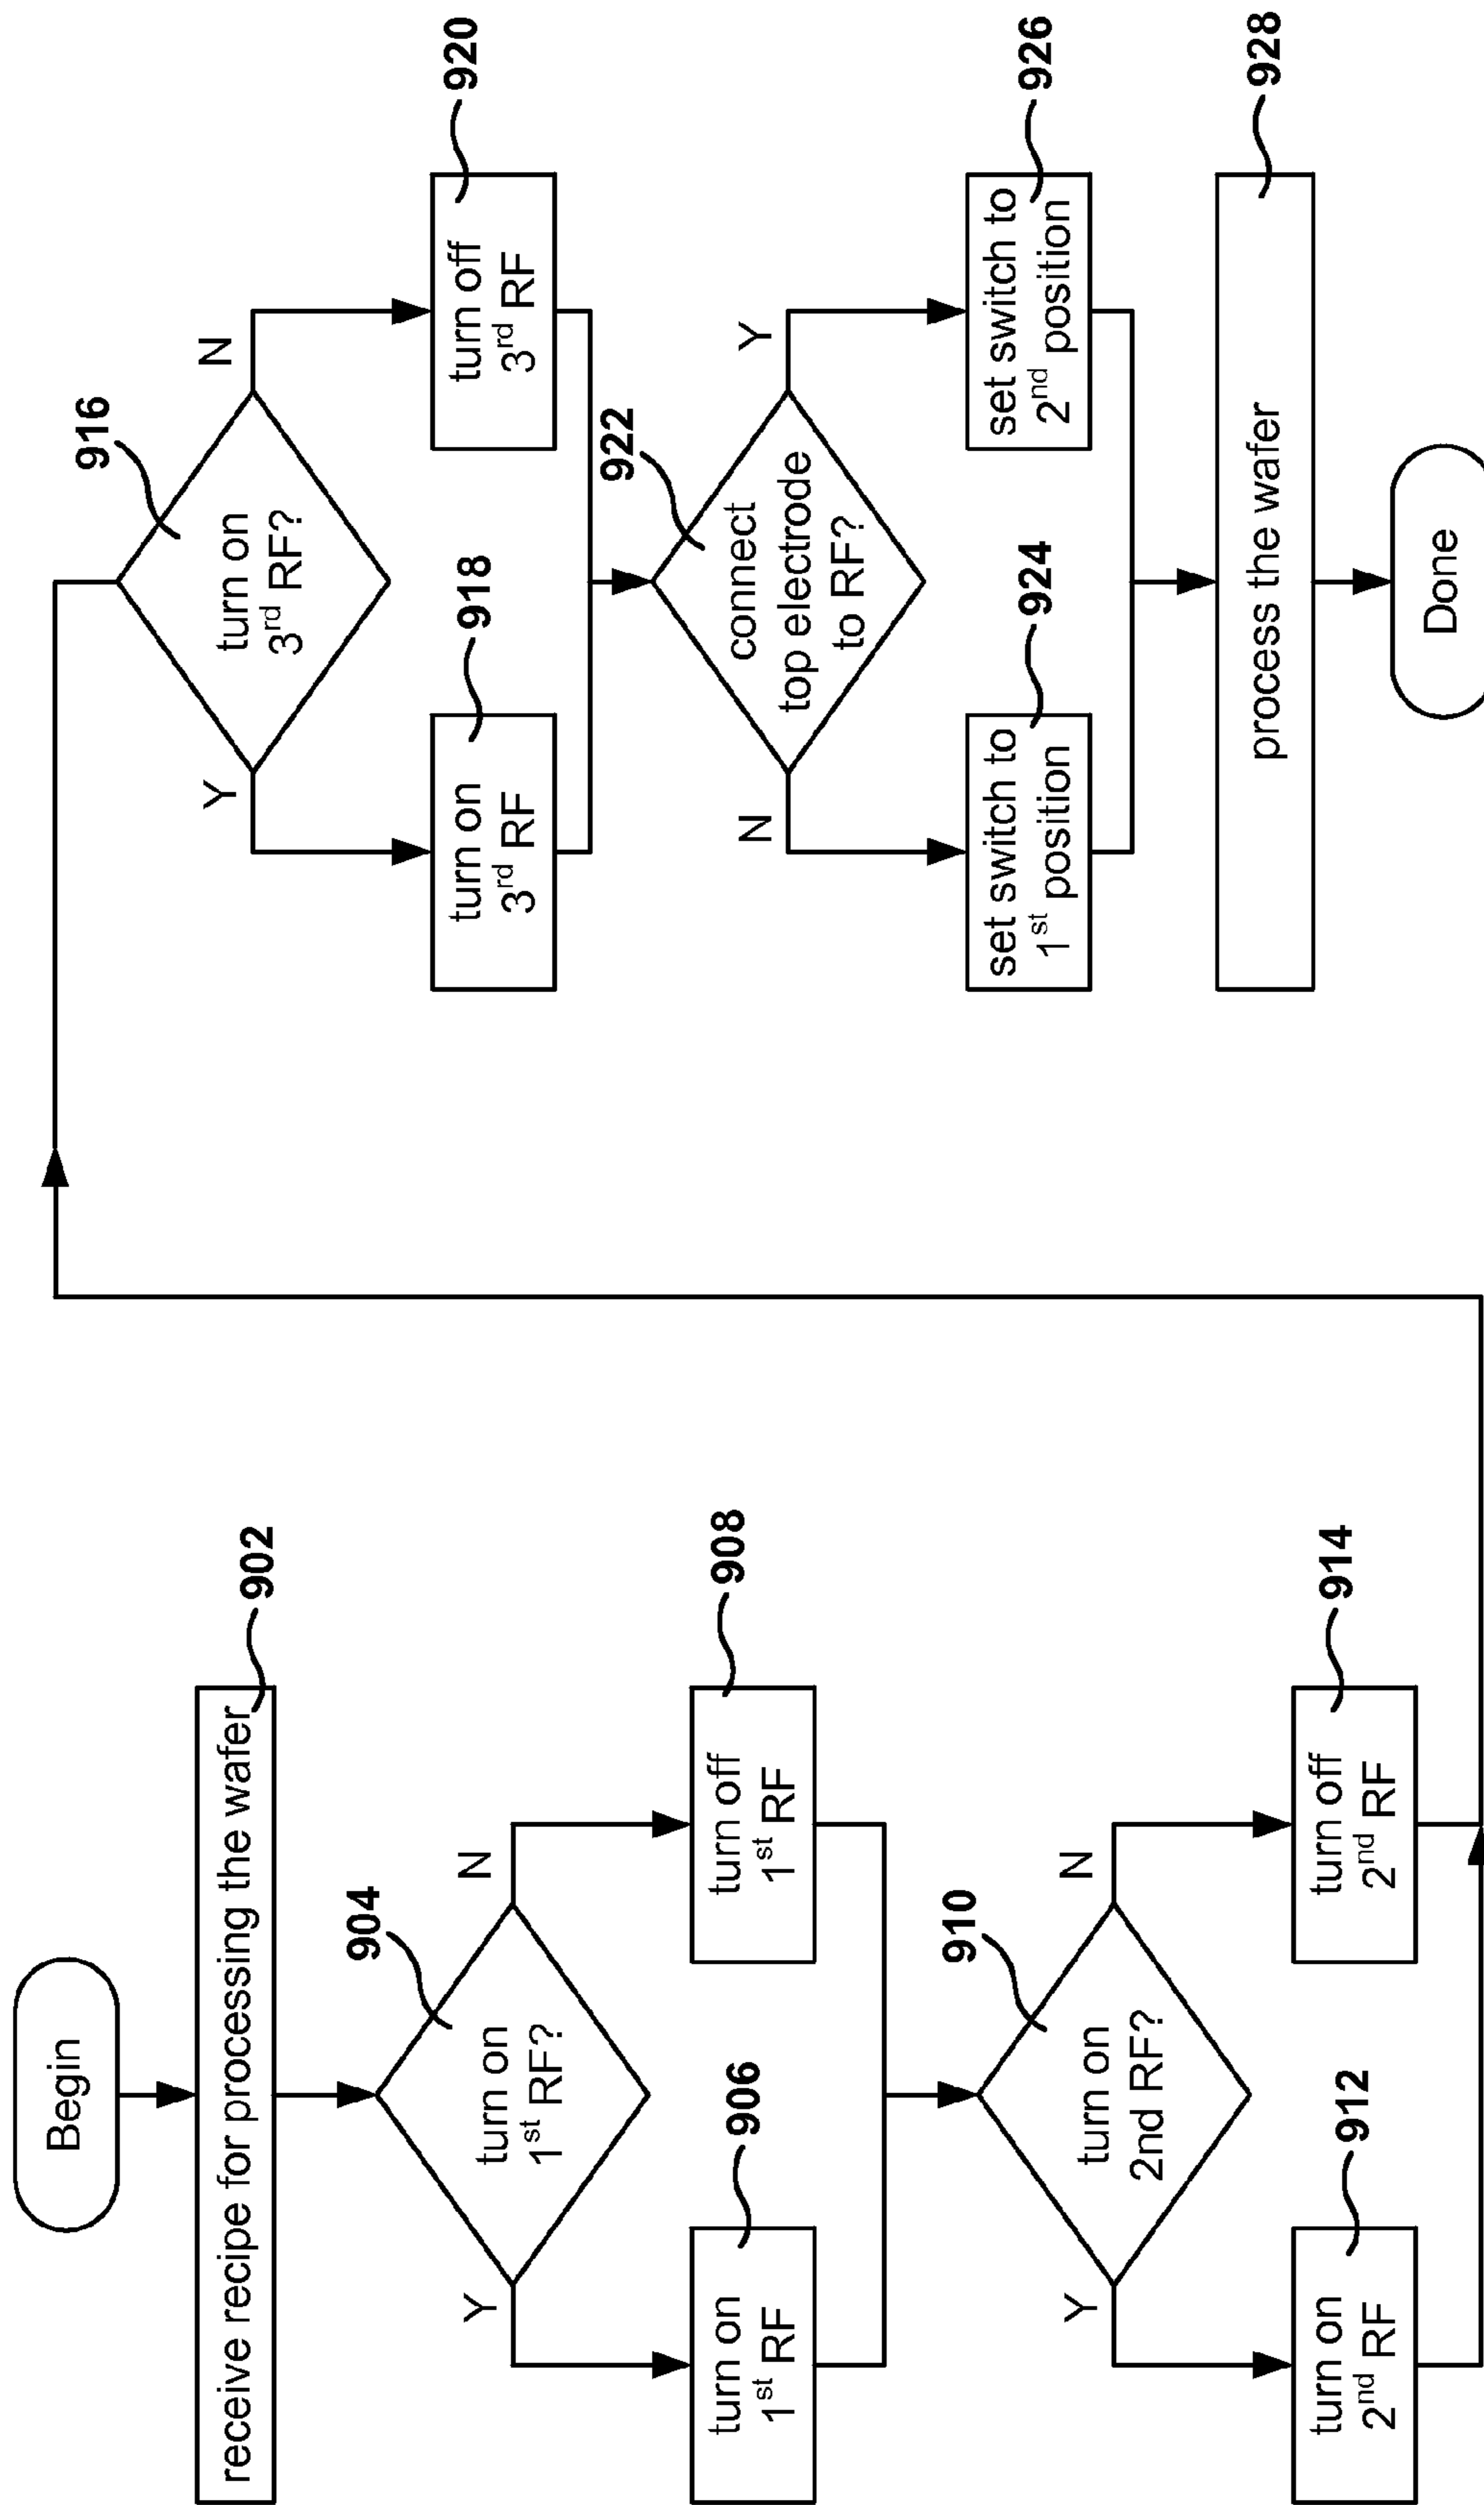 Begin
receive recipe for processing the wafer
902
904
turn on
1st RF?
Y
N
turn on
1st RF
906
turn off
1st RF
908
910
turn on
2nd RF?
Y
N
turn on
2nd RF
912
turn off
2nd RF
914
916
turn on
3rd RF?
Y
N
turn on
3rd RF
918
turn off
3rd RF
920
922
connect
top electrode
to RF?
N
Y
set switch to
1st position
924
set switch to
2nd position
926
process the wafer
928
Done